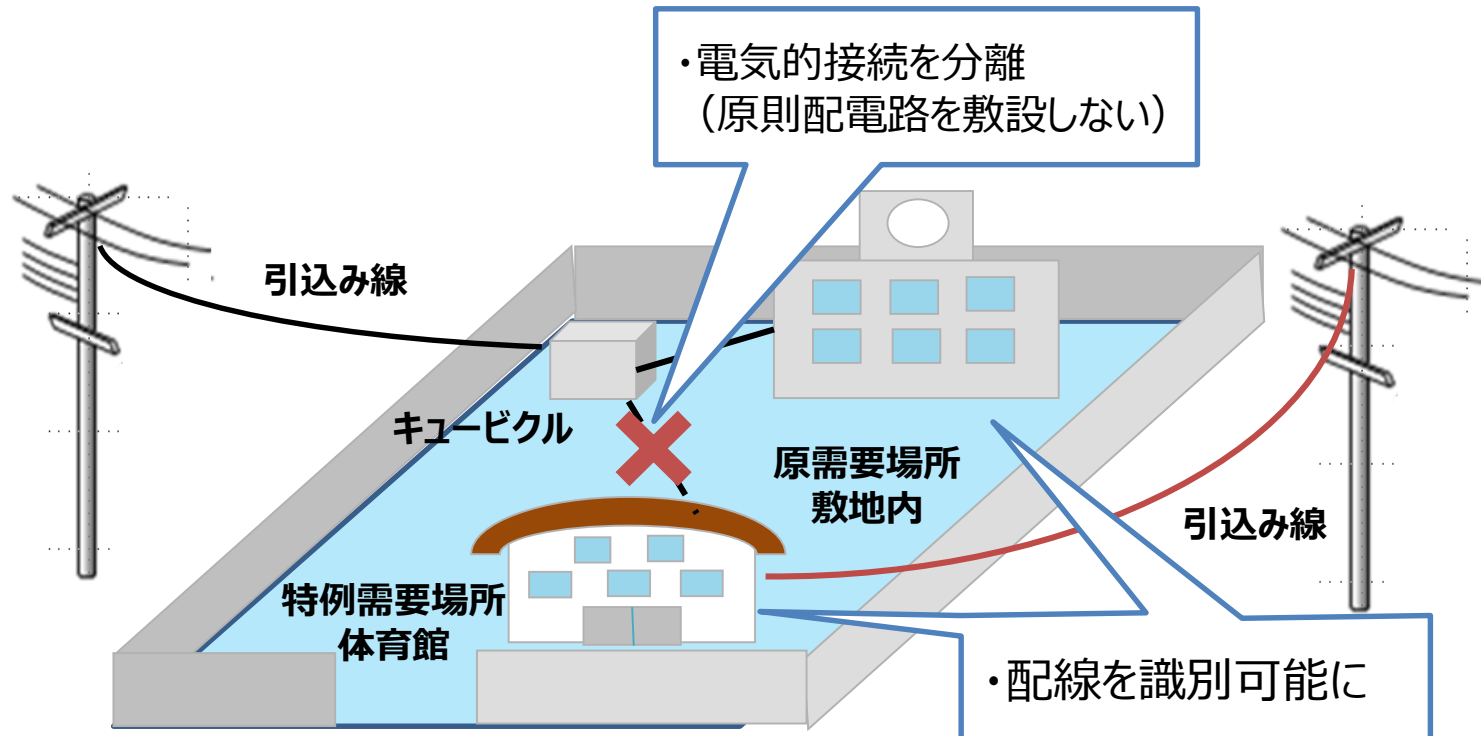 ・電気的接続を分離
（原則配電路を敷設しない）
引込み線
キュービクル
原需要場所
敷地内
引込み線
特例需要場所
体育館
・配線を識別可能に